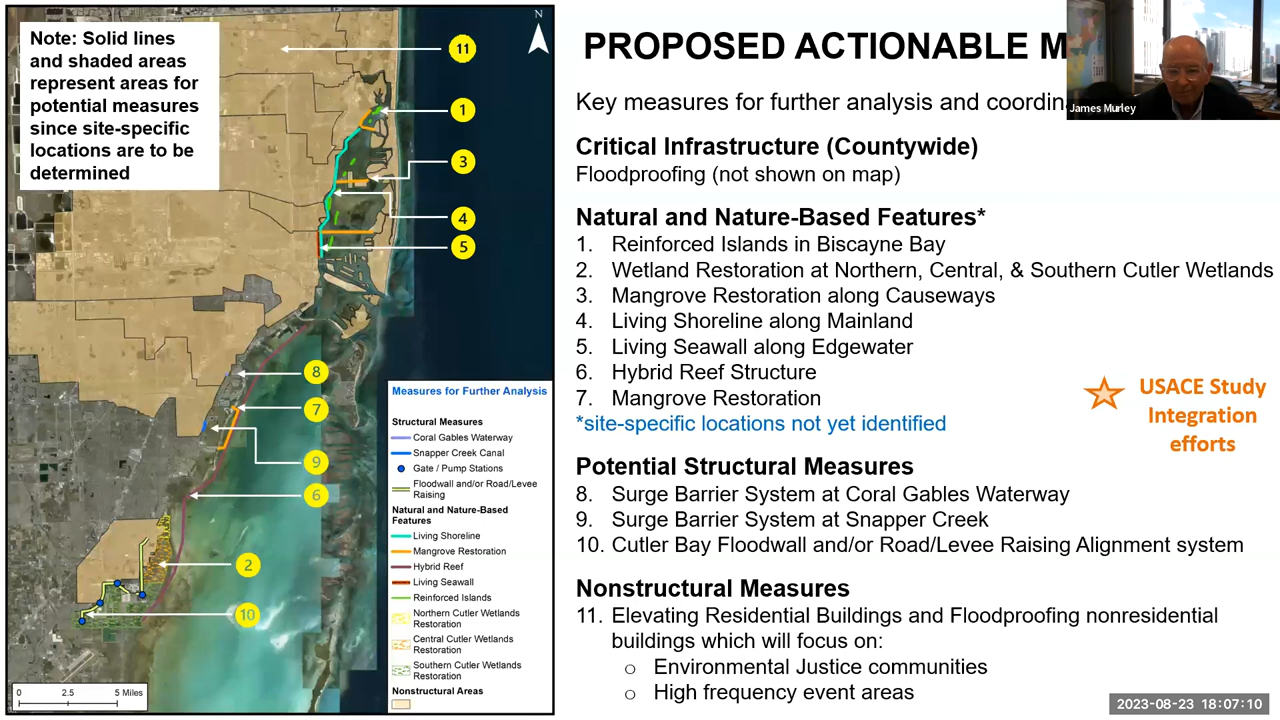 Note: Solid lines
and shaded areas
represent areas for
potential measures
since site-specific
locations are to be
determined
N
11
1
3
4
5
8
7
9
6
2
10
Measures for Further Analysis
Structural Measures
Coral Gables Waterway
Snapper Creek Canal
Gate / Pump Stations
Floodwall and/or Road/Levee
Raising
Natural and Nature-Based
Features
Living Shoreline
Mangrove Restoration
Hybrid Reef
Living Seawall
Reinforced Islands
Northern Cutler Wetlands
Restoration
Central Cutler Wetlands
Restoration
Southern Cutler Wetlands
Restoration
Nonstructural Areas
0 2.5 5 Miles
PROPOSED ACTIONABLE M
Key measures for further analysis and coordin
James Murley
Critical Infrastructure (Countywide)
Floodproofing (not shown on map)
Natural and Nature-Based Features*
1. Reinforced Islands in Biscayne Bay
2. Wetland Restoration at Northern, Central, & Southern Cutler Wetlands
3. Mangrove Restoration along Causeways
4. Living Shoreline along Mainland
5. Living Seawall along Edgewater
6. Hybrid Reef Structure
7. Mangrove Restoration
*site-specific locations not yet identified
USACE Study
Integration
efforts
Potential Structural Measures
8. Surge Barrier System at Coral Gables Waterway
9. Surge Barrier System at Snapper Creek
10. Cutler Bay Floodwall and/or Road/Levee Raising Alignment system
Nonstructural Measures
11. Elevating Residential Buildings and Floodproofing nonresidential
buildings which will focus on:
o Environmental Justice communities
o High frequency event areas
2023-08-23 18:07:10